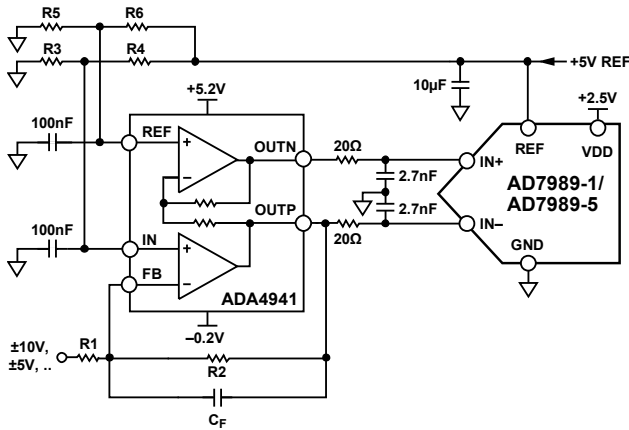 R5
R6
R3
R4
+5V REF
10µF
+5.2V
+2.5V
100nF
REF
OUTN
20Ω
REF
VDD
+
–
2.7nF
IN+
AD7989-1/
AD7989-5
2.7nF
OUTP
100nF
20Ω
IN–
IN
+
GND
FB
–
ADA4941
–0.2V
±10V,
±5V, ..
R1
R2
CF